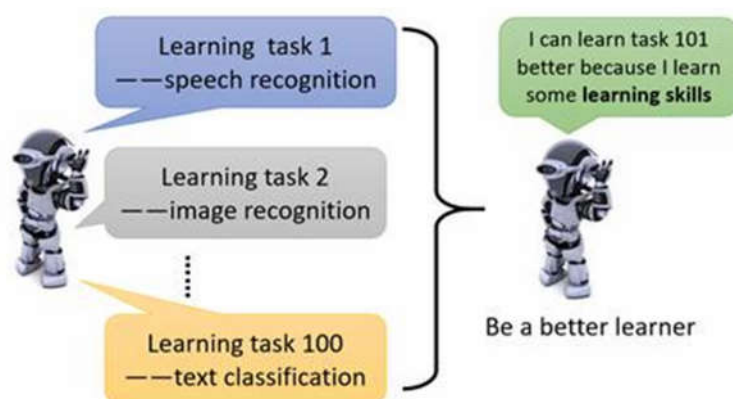 Learning task 1
——speech recognition
Learning task 2
——image recognition
Learning task 100
——text classification
I can learn task 101
better because I learn
some learning skills
Be a better learner